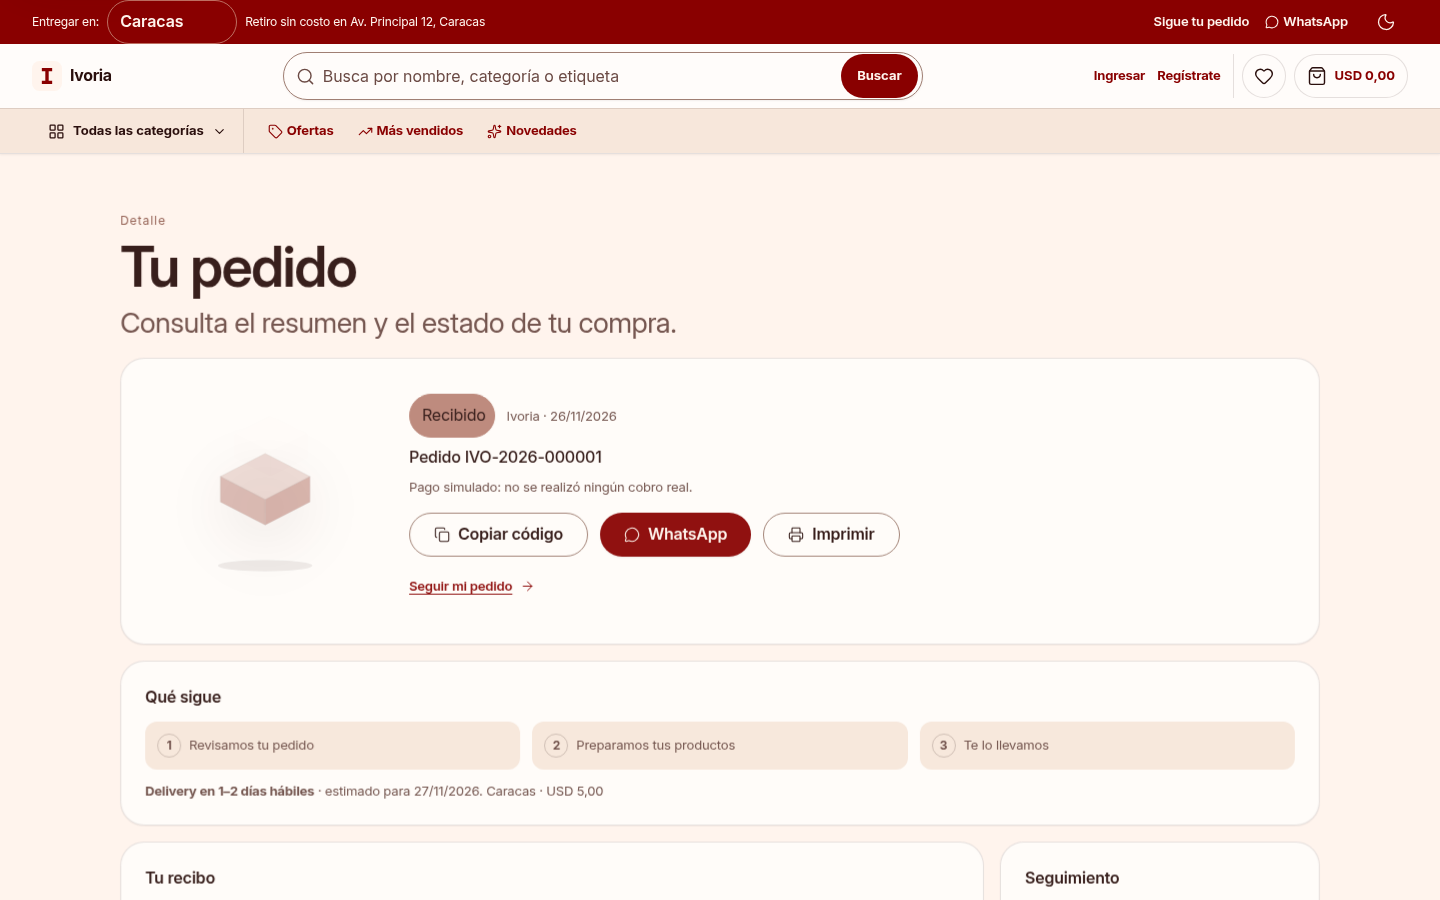 Entregar en: Caracas Retiro sin costo en Av. Principal 12, Caracas Sigue tu pedido WhatsApp
I Ivoria Busca por nombre, categoría o etiqueta Buscar Ingresar Regístrate USD 0,00
Todas las categorías Ofertas Más vendidos Novedades
Detalle
Tu pedido
Consulta el resumen y el estado de tu compra.
Recibido Ivoria · 26/11/2026
Pedido IVO-2026-000001
Pago simulado: no se realizó ningún cobro real.
Copiar código WhatsApp Imprimir
Seguir mi pedido
Qué sigue
1 Revisamos tu pedido 2 Preparamos tus productos 3 Te lo llevamos
Delivery en 1–2 días hábiles · estimado para 27/11/2026. Caracas · USD 5,00
Tu recibo Seguimiento